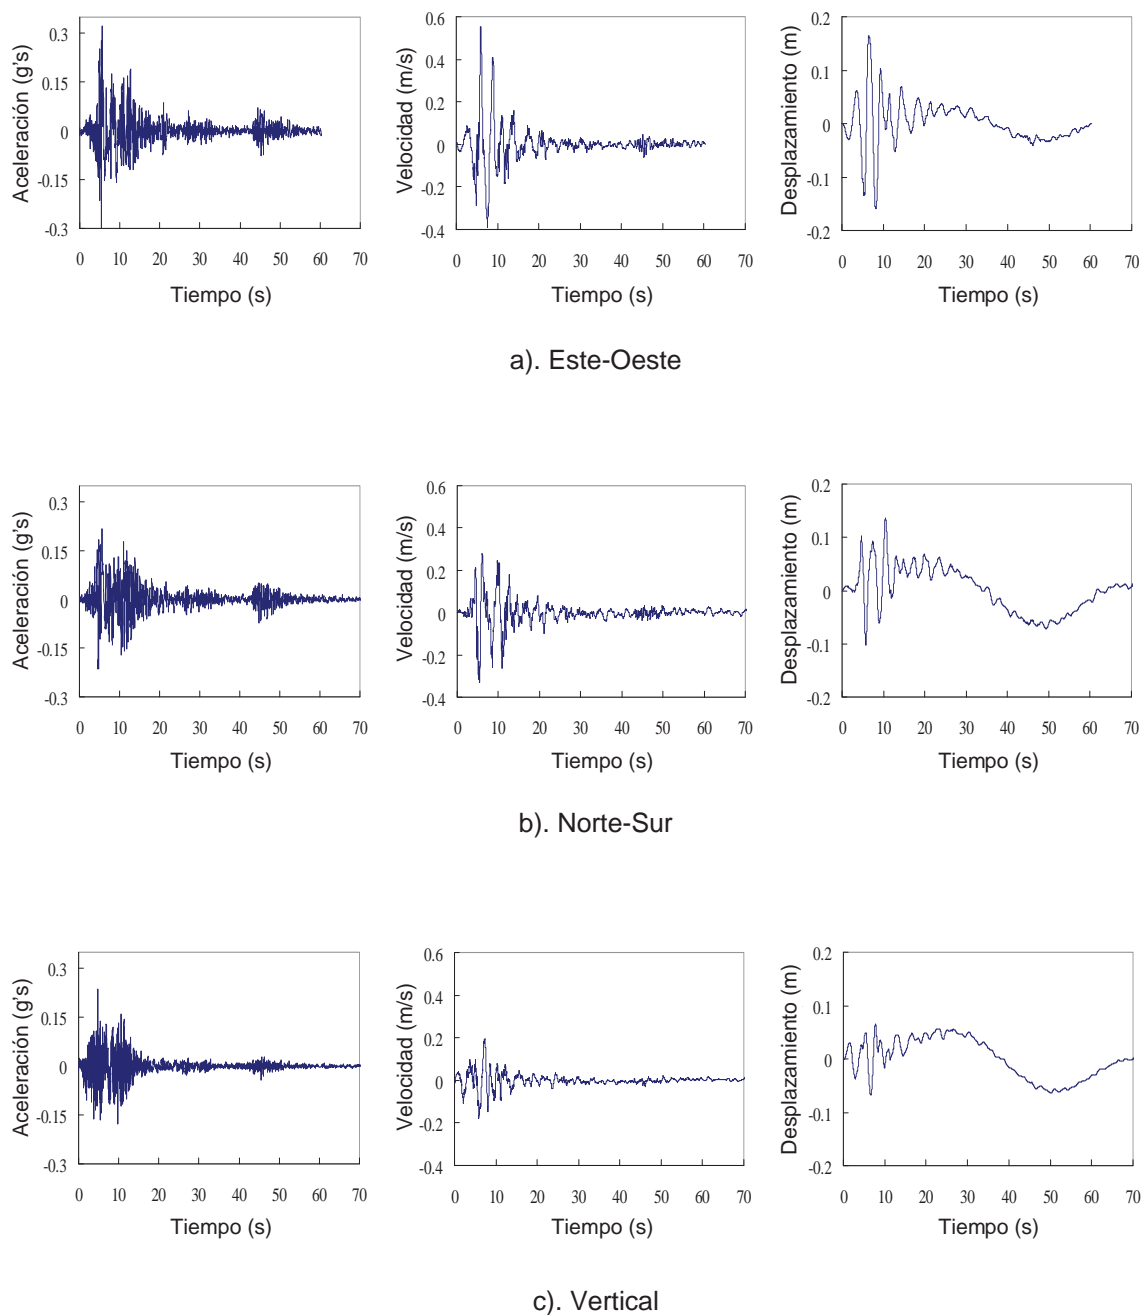 Aceleración (g's)
0.3
0.15
0
-0.15
-0.3
0 10 20 30 40 50 60 70
Tiempo (s)
Velocidad (m/s)
0.6
0.4
0.2
0
-0.2
-0.4
0 10 20 30 40 50 60 70
Tiempo (s)
Desplazamiento (m)
0.2
0.1
0
-0.1
-0.2
0 10 20 30 40 50 60 70
Tiempo (s)
a). Este-Oeste
Aceleración (g's)
0.3
0.15
0
-0.15
-0.3
0 10 20 30 40 50 60 70
Tiempo (s)
Velocidad (m/s)
0.6
0.4
0.2
0
-0.2
-0.4
0 10 20 30 40 50 60 70
Tiempo (s)
Desplazamiento (m)
0.2
0.1
0
-0.1
-0.2
0 10 20 30 40 50 60 70
Tiempo (s)
b). Norte-Sur
Aceleración (g's)
0.3
0.15
0
-0.15
-0.3
0 10 20 30 40 50 60 70
Tiempo (s)
Velocidad (m/s)
0.6
0.4
0.2
0
-0.2
-0.4
0 10 20 30 40 50 60 70
Tiempo (s)
Desplazamiento (m)
0.2
0.1
0
-0.1
-0.2
0 10 20 30 40 50 60 70
Tiempo (s)
c). Vertical